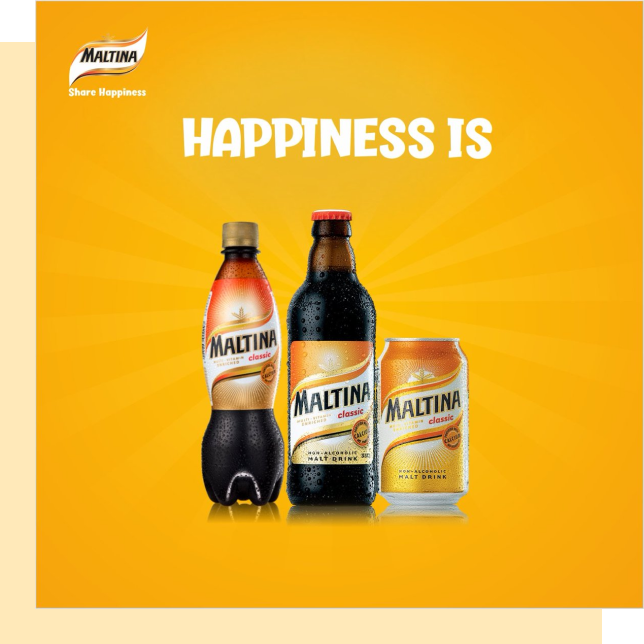 MALTINA
Share Happiness
HAPPINESS IS
MALTINA
classic
MALTINA
classic
NON-ALCOHOLIC
MALT DRINK
MALTINA
classic
NON-ALCOHOLIC
MALT DRINK